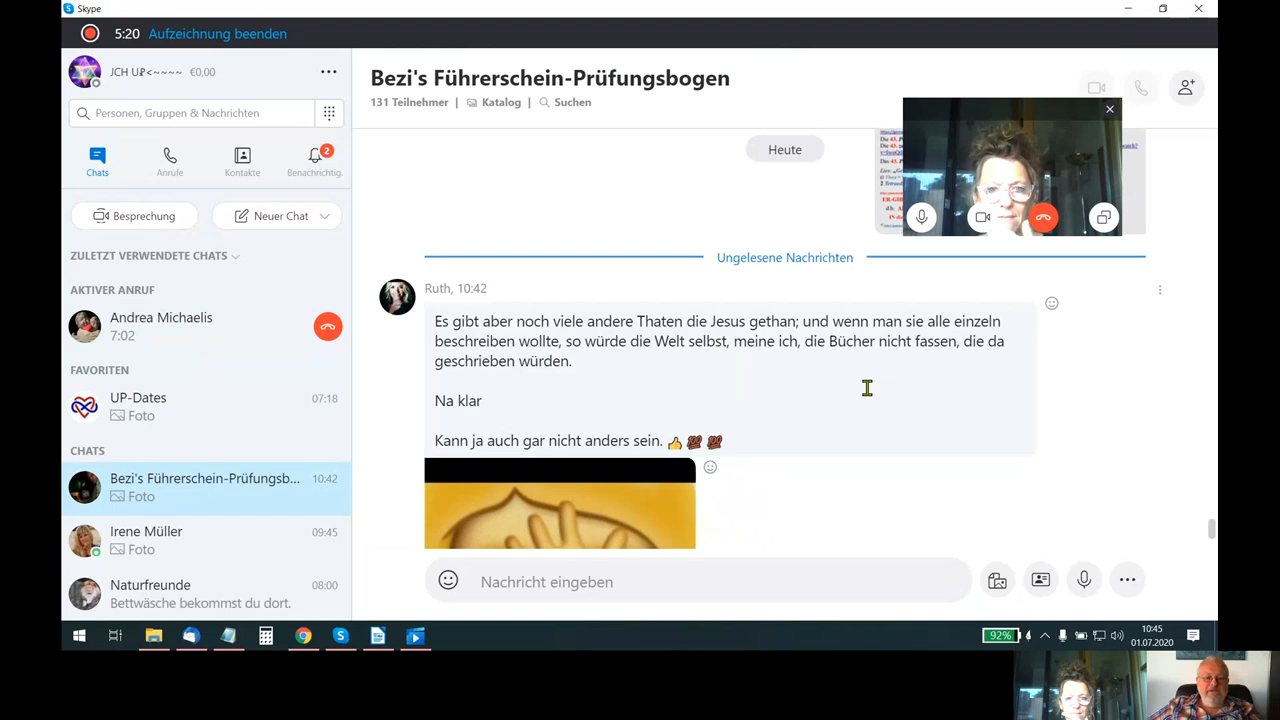 Skype
5:20 Aufzeichnung beenden
JCH UP<~~~~ €0,00
Personen, Gruppen & Nachrichten
Chats
Anrufe
Kontakte
2
Benachrichtig.
Besprechung
Neuer Chat
ZULETZT VERWENDETE CHATS
AKTIVER ANRUF
Andrea Michaelis
7:02
FAVORITEN
UP-Dates 07:18
Foto
CHATS
Bezi's Führerschein-Prüfungsb... 10:42
Foto
Irene Müller 09:45
Foto
Naturfreunde 08:00
Bettwäsche bekommst du dort.
Bezi's Führerschein-Prüfungsbogen
131 Teilnehmer | Katalog | Suchen
Heute
Ungelesene Nachrichten
Ruth, 10:42
Es gibt aber noch viele andere Thaten die Jesus gethan; und wenn man sie alle einzeln
beschreiben wollte, so würde die Welt selbst, meine ich, die Bücher nicht fassen, die da
geschrieben würden.
Na klar
Kann ja auch gar nicht anders sein. 👍 💯 💯
Nachricht eingeben
92%
10:45
01.07.2020